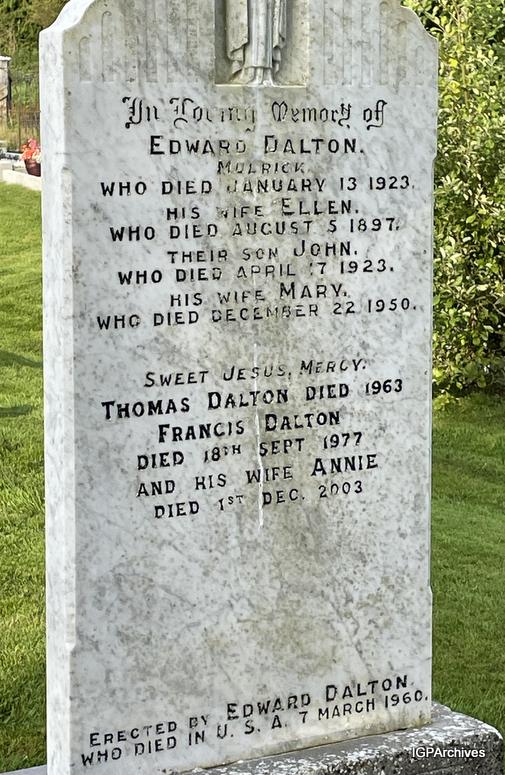 In Loving Memory of
EDWARD DALTON.
MULRICK,
WHO DIED JANUARY 13 1923.
HIS WIFE ELLEN,
WHO DIED AUGUST 5 1897.
THEIR SON JOHN,
WHO DIED APRIL 17 1923.
HIS WIFE MARY,
WHO DIED DECEMBER 22 1950.
SWEET JESUS, MERCY.
THOMAS DALTON DIED 1963
FRANCIS DALTON
DIED 18TH SEPT 1977
AND HIS WIFE ANNIE
DIED 1ST DEC. 2003
ERECTED BY EDWARD DALTON.
WHO DIED IN U.S.A. 7 MARCH 1960.
IGPArchives